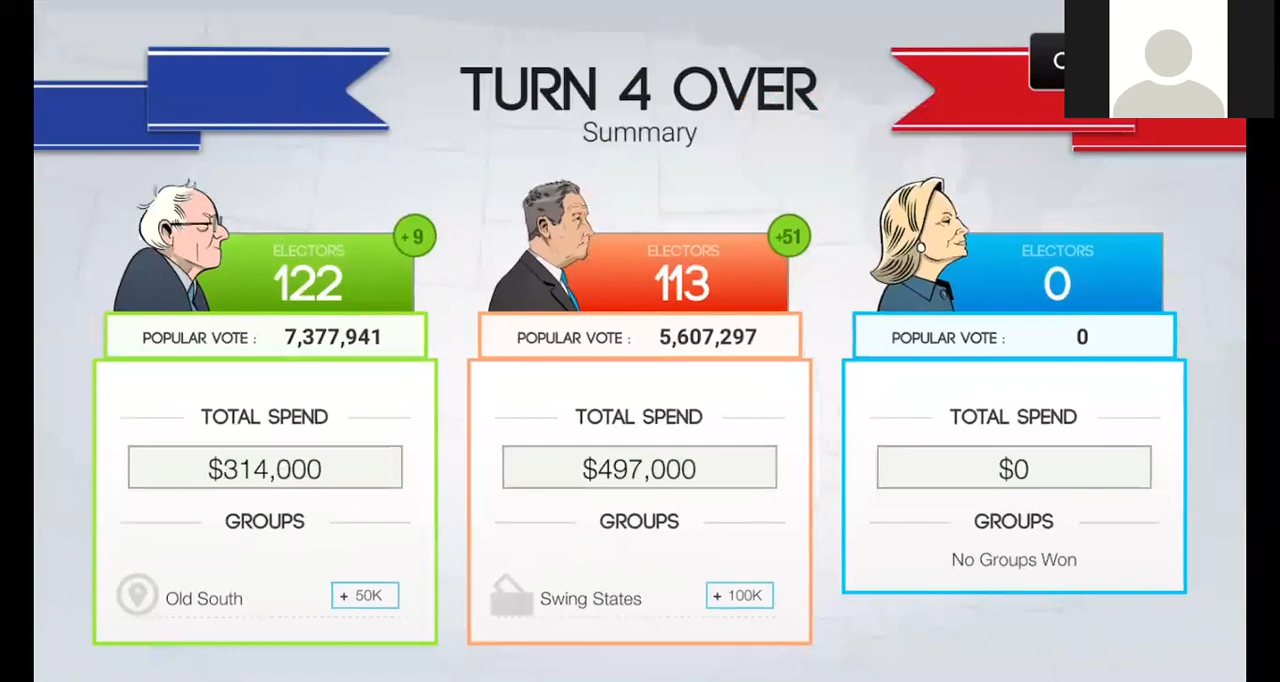 TURN 4 OVER
Summary
ELECTORS
122
+ 9
POPULAR VOTE : 7,377,941
TOTAL SPEND
$314,000
GROUPS
Old South
+ 50K
ELECTORS
113
+51
POPULAR VOTE : 5,607,297
TOTAL SPEND
$497,000
GROUPS
Swing States
+ 100K
ELECTORS
0
POPULAR VOTE : 0
TOTAL SPEND
$0
GROUPS
No Groups Won